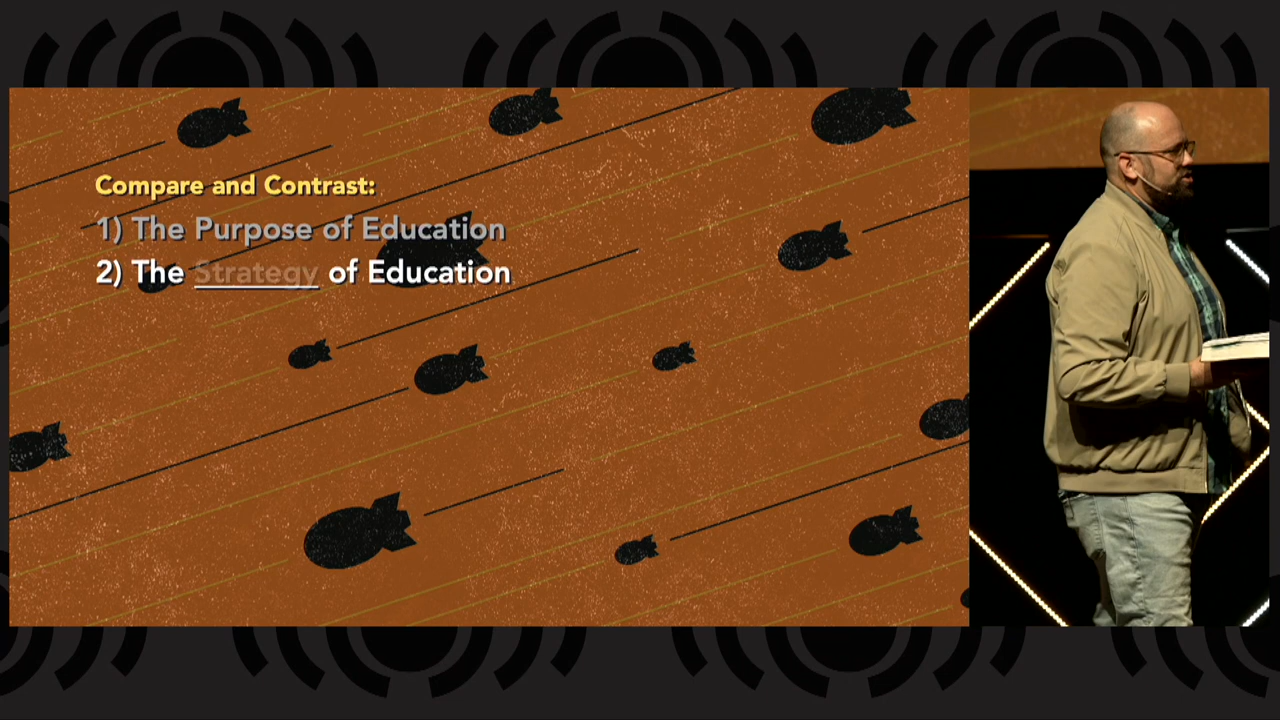 Compare and Contrast:
1) The Purpose of Education
2) The Strategy of Education